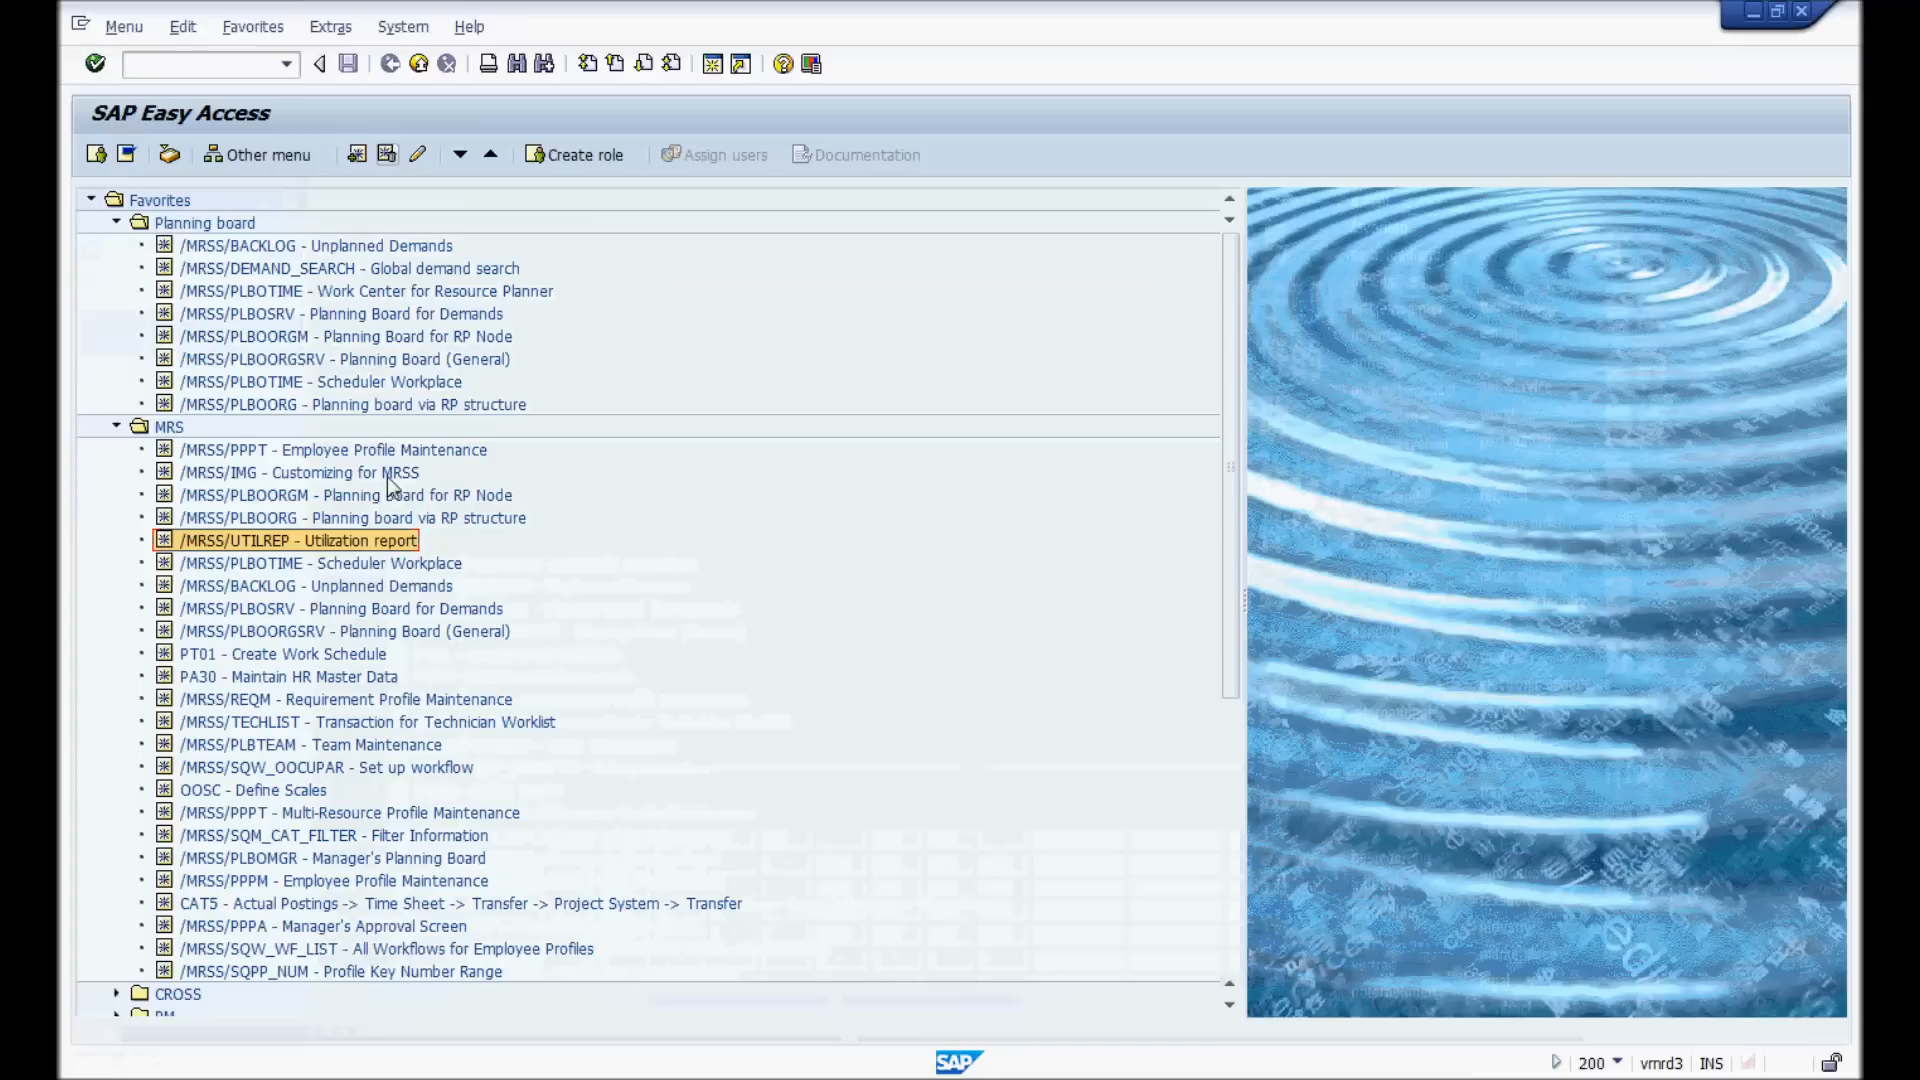 Menu Edit Favorites Extras System Help
SAP Easy Access
Other menu Create role Assign users Documentation
Favorites
Planning board
/MRSS/BACKLOG - Unplanned Demands
/MRSS/DEMAND_SEARCH - Global demand search
/MRSS/PLBOTIME - Work Center for Resource Planner
/MRSS/PLBOSRV - Planning Board for Demands
/MRSS/PLBOORGM - Planning Board for RP Node
/MRSS/PLBOORGSRV - Planning Board (General)
/MRSS/PLBOTIME - Scheduler Workplace
/MRSS/PLBOORG - Planning board via RP structure
MRS
/MRSS/PPPT - Employee Profile Maintenance
/MRSS/IMG - Customizing for MRSS
/MRSS/PLBOORGM - Planning Board for RP Node
/MRSS/PLBOORG - Planning board via RP structure
/MRSS/UTILREP - Utilization report
/MRSS/PLBOTIME - Scheduler Workplace
/MRSS/BACKLOG - Unplanned Demands
/MRSS/PLBOSRV - Planning Board for Demands
/MRSS/PLBOORGSRV - Planning Board (General)
PT01 - Create Work Schedule
PA30 - Maintain HR Master Data
/MRSS/REQM - Requirement Profile Maintenance
/MRSS/TECHLIST - Transaction for Technician Worklist
/MRSS/PLBTEAM - Team Maintenance
/MRSS/SQW_OOCUPAR - Set up workflow
OOSC - Define Scales
/MRSS/PPPT - Multi-Resource Profile Maintenance
/MRSS/SQM_CAT_FILTER - Filter Information
/MRSS/PLBOMGR - Manager's Planning Board
/MRSS/PPPM - Employee Profile Maintenance
CAT5 - Actual Postings -> Time Sheet -> Transfer -> Project System -> Transfer
/MRSS/PPPA - Manager's Approval Screen
/MRSS/SQW_WF_LIST - All Workflows for Employee Profiles
/MRSS/SQPP_NUM - Profile Key Number Range
CROSS
PM
SAP 200 vmrd3 INS